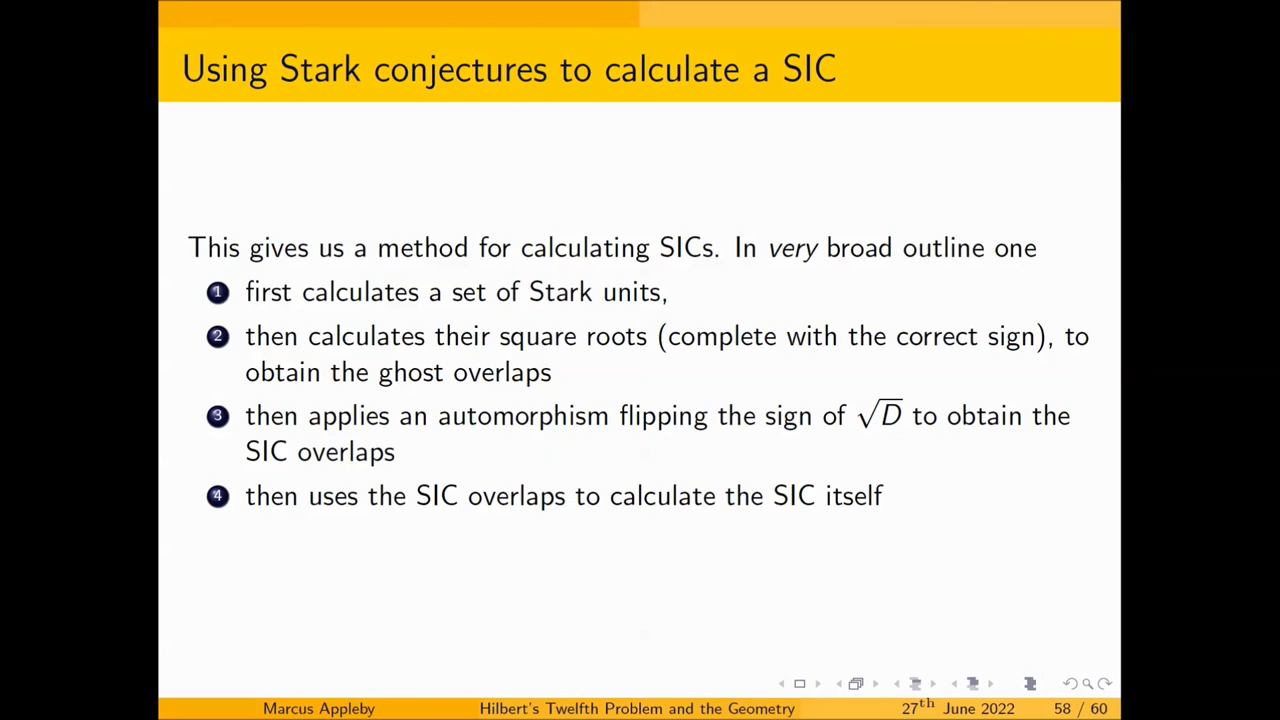 Using Stark conjectures to calculate a SIC
This gives us a method for calculating SICs. In very broad outline one
1 first calculates a set of Stark units,
2 then calculates their square roots (complete with the correct sign), to
obtain the ghost overlaps
3 then applies an automorphism flipping the sign of √D to obtain the
SIC overlaps
4 then uses the SIC overlaps to calculate the SIC itself
Marcus Appleby Hilbert's Twelfth Problem and the Geometry 27th June 2022 58 / 60